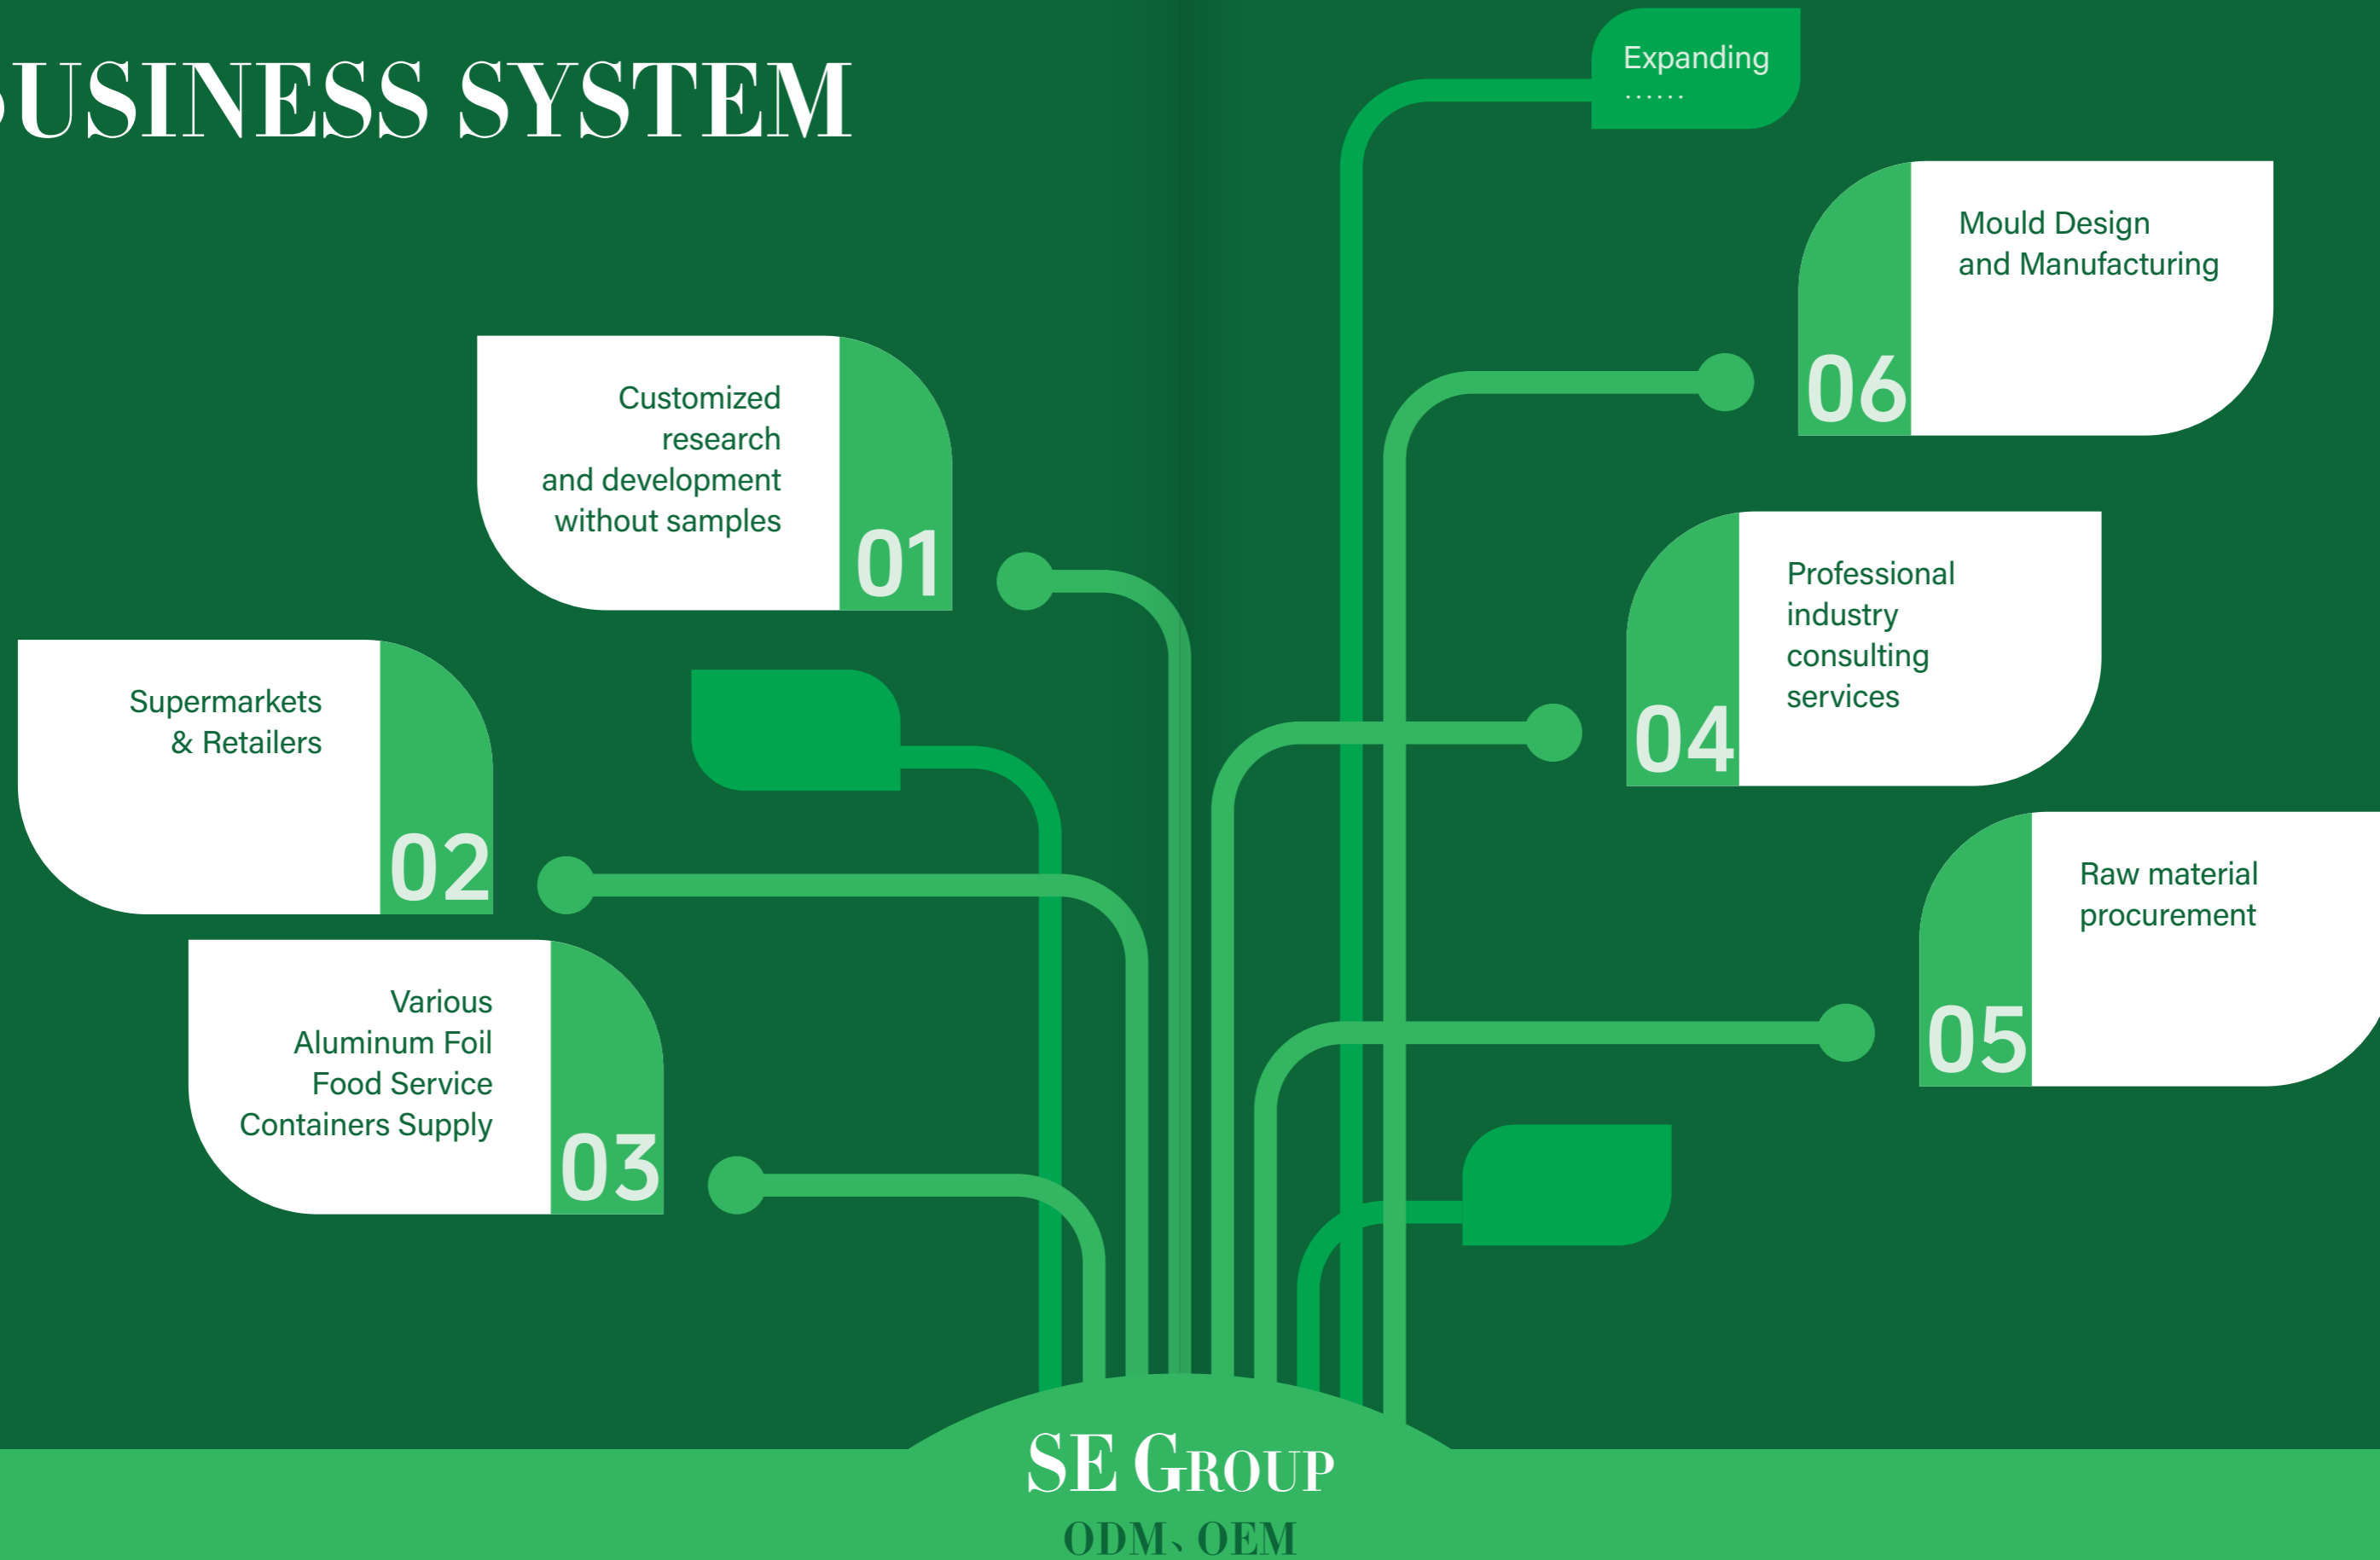 BUSINESS SYSTEM
Expanding
......
Mould Design
and Manufacturing
06
Customized
research
and development
without samples
01
Professional
industry
consulting
services
04
Supermarkets
& Retailers
02
Raw material
procurement
05
Various
Aluminum Foil
Food Service
Containers Supply
03
SE GROUP
ODM、OEM